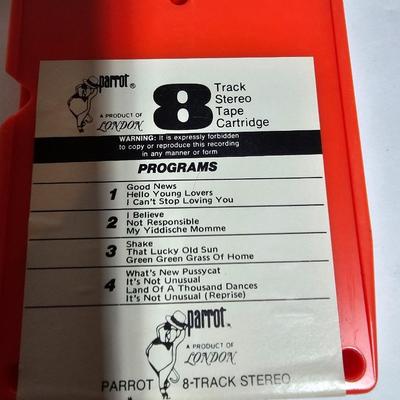 parrot®
A PRODUCT OF
LONDON
8 Track
Stereo
Tape
Cartridge
WARNING: It is expressly forbidden
to copy or reproduce this recording
in any manner or form
PROGRAMS
1 Good News
Hello Young Lovers
I Can't Stop Loving You
2 I Believe
Not Responsible
My Yiddische Momme
3 Shake
That Lucky Old Sun
Green Green Grass Of Home
4 What's New Pussycat
It's Not Unusual
Land Of A Thousand Dances
It's Not Unusual (Reprise)
parrot
A PRODUCT OF
LONDON
PARROT 8-TRACK STEREO